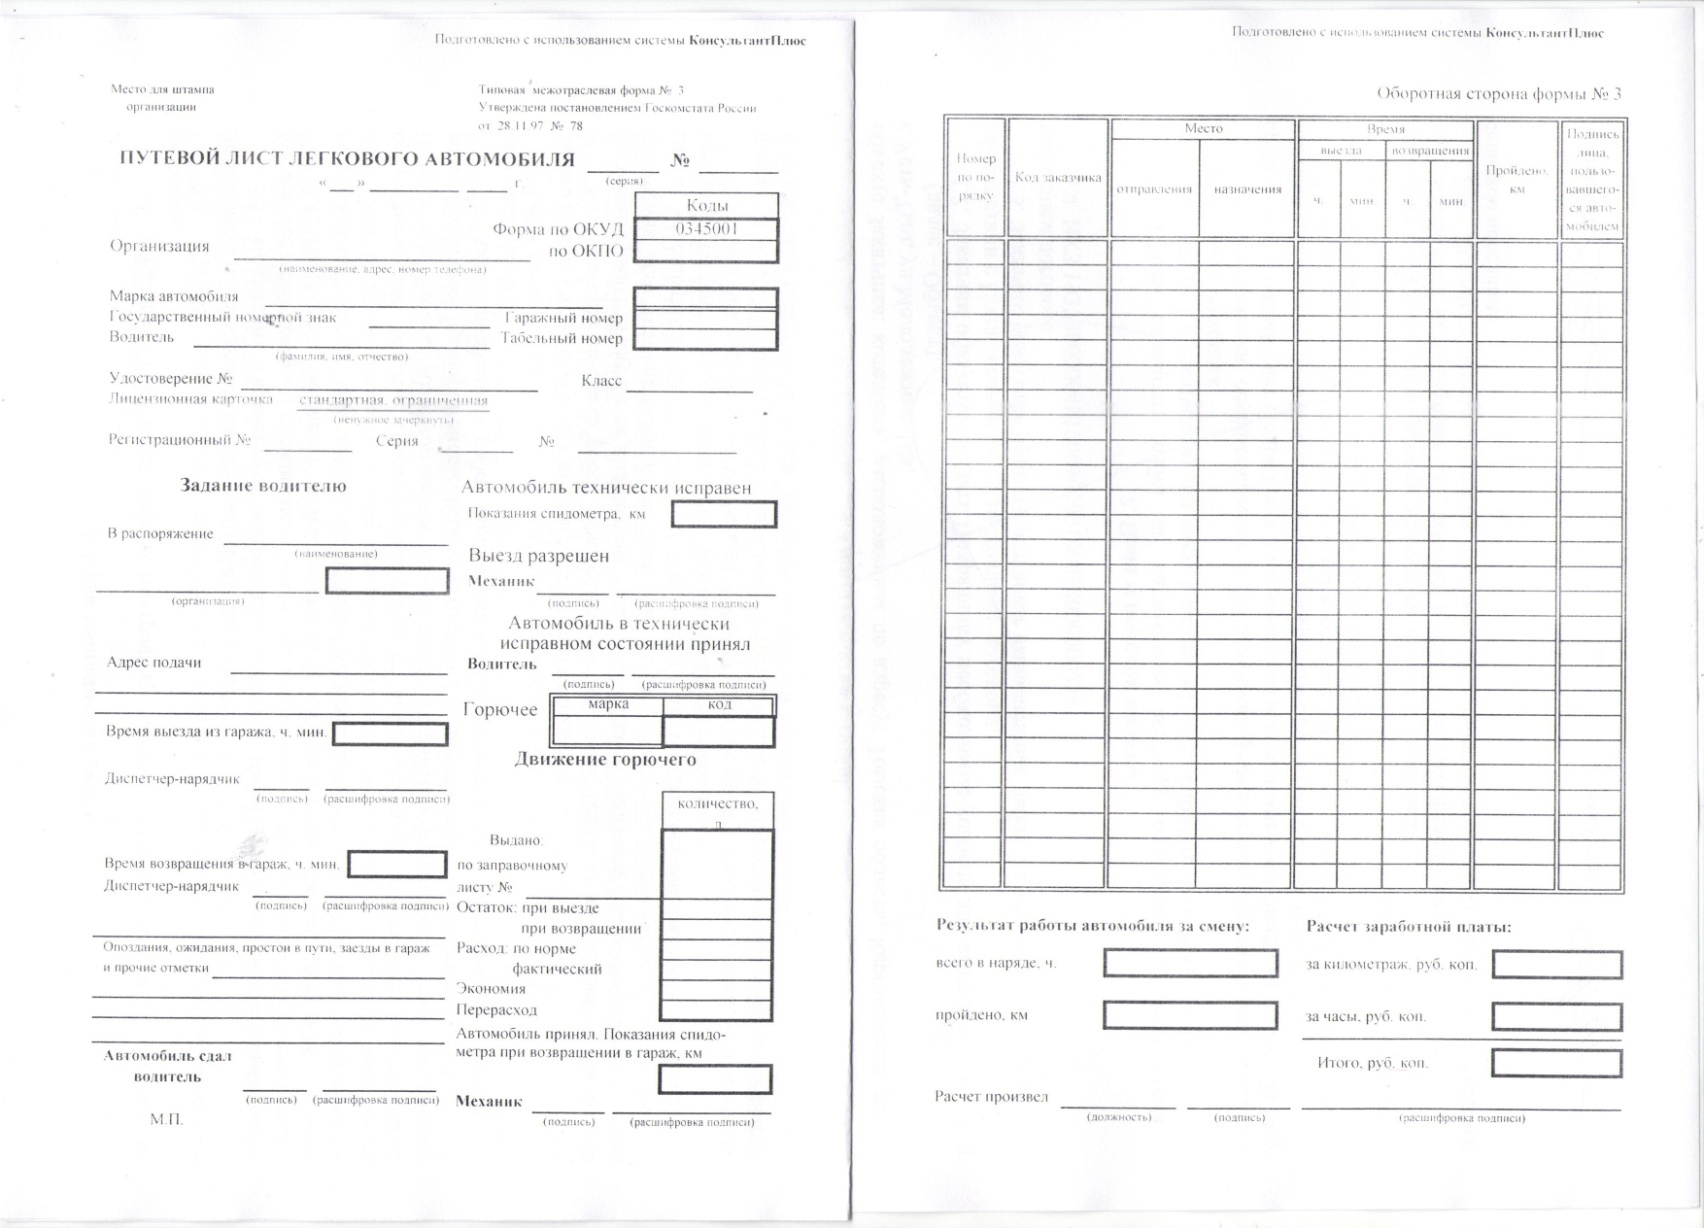 Подготовлено с использованием системы КонсультантПлюс
Место для штампа
организации
Типовая межотраслевая форма № 3
Утверждена постановлением Госкомстата России
от 28.11.97 № 78
ПУТЕВОЙ ЛИСТ ЛЕГКОВОГО АВТОМОБИЛЯ №
« » г.
(серия)
Коды
Форма по ОКУД 0345001
Организация по ОКПО
(наименование, адрес, номер телефона)
Марка автомобиля
Государственный номерной знак Гаражный номер
Водитель Табельный номер
(фамилия, имя, отчество)
Удостоверение № Класс
Лицензионная карточка стандартная, ограниченная
(ненужное зачеркнуть)
Регистрационный № Серия №
Задание водителю
В распоряжение
(наименование)
(организация)
Адрес подачи
Время выезда из гаража, ч. мин.
Диспетчер-нарядчик
(подпись) (расшифровка подписи)
Время возвращения в гараж, ч. мин.
Диспетчер-нарядчик
(подпись) (расшифровка подписи)
Опоздания, ожидания, простои в пути, заезды в гараж
и прочие отметки
Автомобиль сдал
водитель
(подпись) (расшифровка подписи)
М.П.
Автомобиль технически исправен
Показания спидометра, км
Выезд разрешен
Механик
(подпись) (расшифровка подписи)
Автомобиль в технически
исправном состоянии принял
Водитель
(подпись) (расшифровка подписи)
Горючее марка код
Движение горючего
количество,
л
Выдано:
по заправочному
листу №
Остаток: при выезде
при возвращении
Расход: по норме
фактический
Экономия
Перерасход
Автомобиль принял. Показания спидо-
метра при возвращении в гараж, км
Механик
(подпись) (расшифровка подписи)
Подготовлено с использованием системы КонсультантПлюс
Оборотная сторона формы № 3
Номер
по по-
рядку
Код заказчика
Место
отправления назначения
Время
выезда возвращения
ч. мин. ч. мин.
Пройдено,
км
Подпись
лица,
пользо-
вавшего-
ся авто-
мобилем
Результат работы автомобиля за смену:
всего в наряде, ч.
пройдено, км
Расчет заработной платы:
за километраж, руб. коп.
за часы, руб. коп.
Итого, руб. коп.
Расчет произвел
(должность) (подпись) (расшифровка подписи)